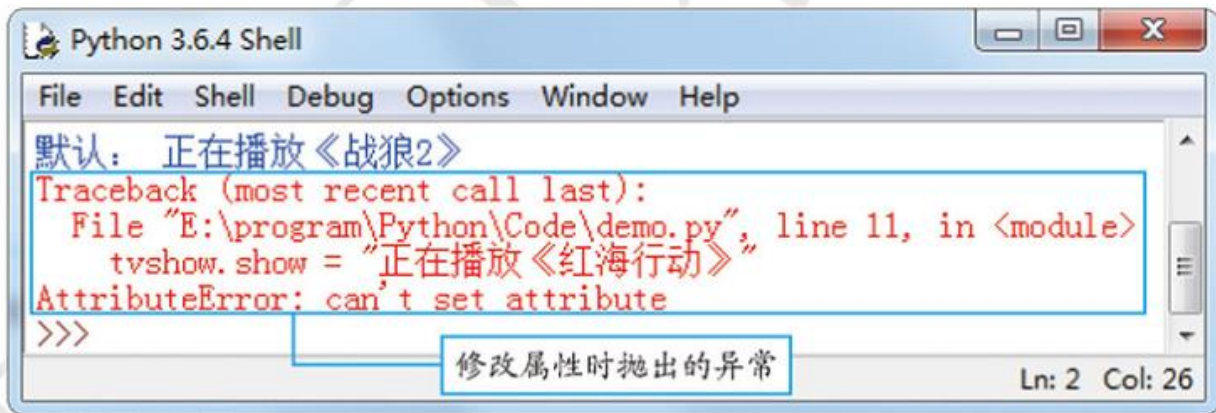 Python 3.6.4 Shell
File Edit Shell Debug Options Window Help
默认： 正在播放《战狼2》
Traceback (most recent call last):
  File "E:\program\Python\Code\demo.py", line 11, in <module>
    tvshow.show = "正在播放《红海行动》"
AttributeError: can't set attribute
>>>
修改属性时抛出的异常
Ln: 2 Col: 26